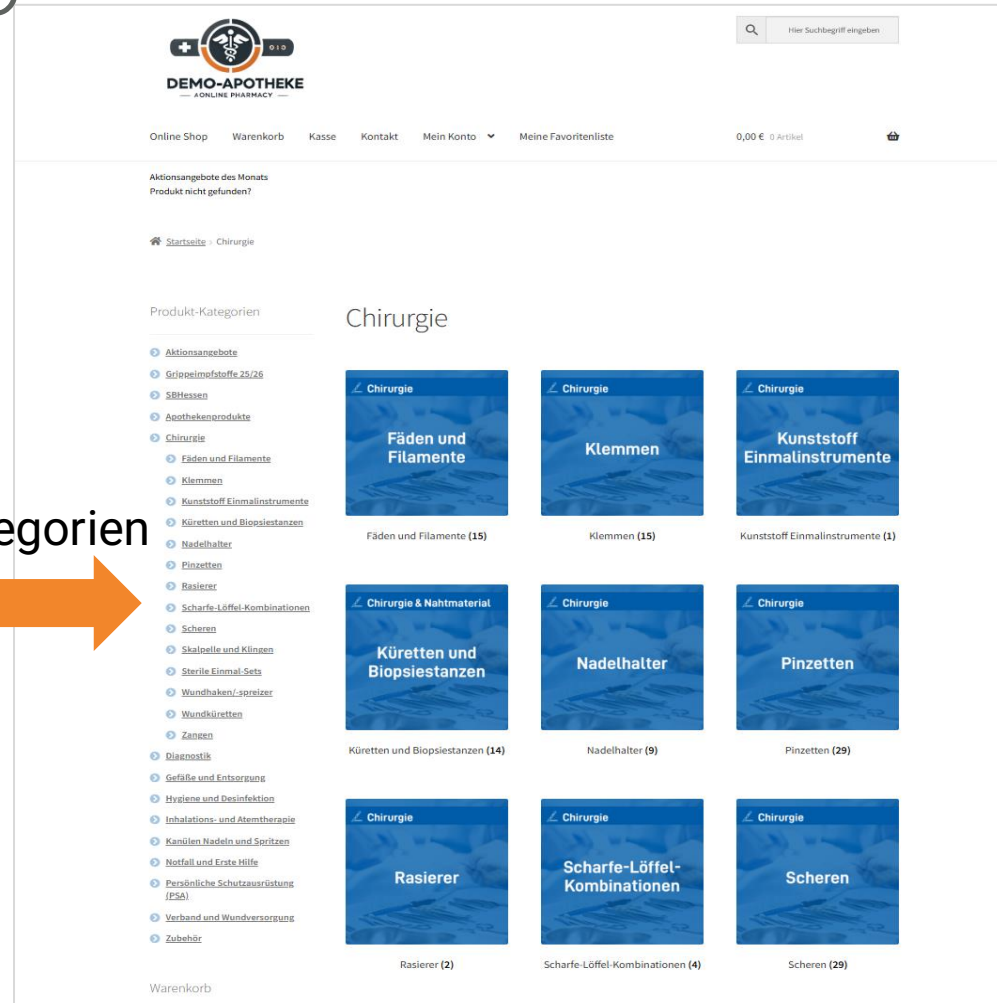 DEMO-APOTHEKE
— AONLINE PHARMACY —
Hier Suchbegriff eingeben
Online Shop Warenkorb Kasse Kontakt Mein Konto Meine Favoritenliste 0,00 € 0 Artikel
Aktionsangebote des Monats
Produkt nicht gefunden?
Startseite › Chirurgie
Produkt-Kategorien
Aktionsangebote
Grippeimpfstoffe 25/26
SBHessen
Apothekenprodukte
Chirurgie
Fäden und Filamente
Klemmen
Kunststoff Einmalinstrumente
Küretten und Biopsiestanzen
Nadelhalter
Pinzetten
Rasierer
Scharfe-Löffel-Kombinationen
Scheren
Skalpelle und Klingen
Sterile Einmal-Sets
Wundhaken/-spreizer
Wundküretten
Zangen
Diagnostik
Gefäße und Entsorgung
Hygiene und Desinfektion
Inhalations- und Atemtherapie
Kanülen Nadeln und Spritzen
Notfall und Erste Hilfe
Persönliche Schutzausrüstung
(PSA)
Verband und Wundversorgung
Zubehör
Warenkorb
egorien
Chirurgie
Chirurgie
Fäden und
Filamente
Fäden und Filamente (15)
Chirurgie
Klemmen
Klemmen (15)
Chirurgie
Kunststoff
Einmalinstrumente
Kunststoff Einmalinstrumente (1)
Chirurgie & Nahtmaterial
Küretten und
Biopsiestanzen
Küretten und Biopsiestanzen (14)
Chirurgie
Nadelhalter
Nadelhalter (9)
Chirurgie
Pinzetten
Pinzetten (29)
Chirurgie
Rasierer
Rasierer (2)
Chirurgie
Scharfe-Löffel-
Kombinationen
Scharfe-Löffel-Kombinationen (4)
Chirurgie
Scheren
Scheren (29)